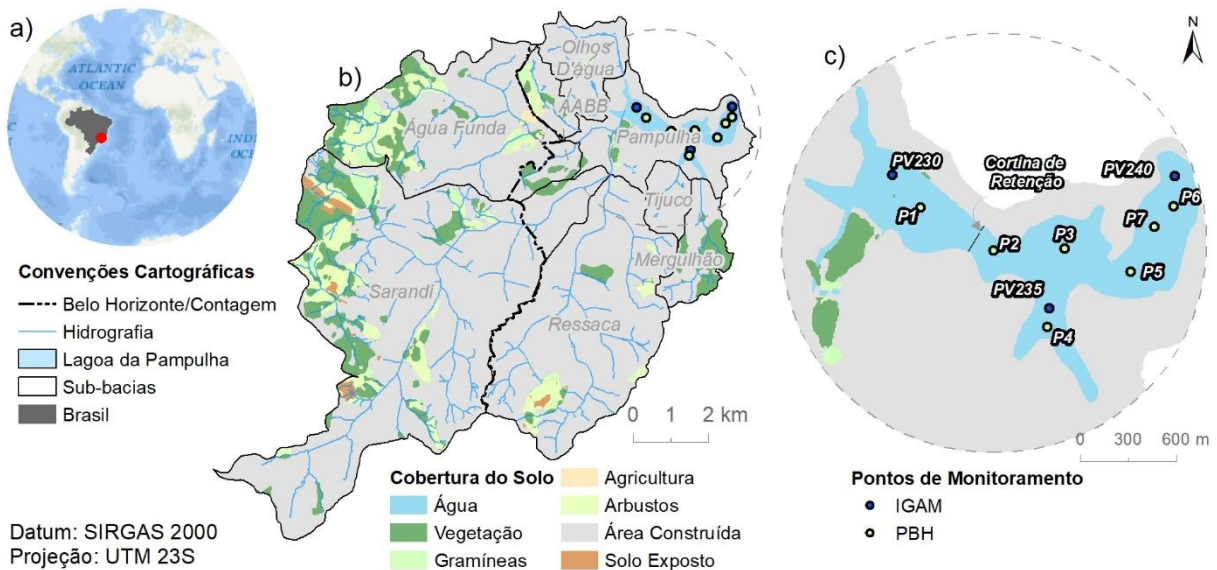 a)
ATLANTIC
OCEAN
IND
OCE
C
Convenções Cartográficas
Belo Horizonte/Contagem
Hidrografia
Lagoa da Pampulha
Sub-bacias
Brasil
Datum: SIRGAS 2000
Projeção: UTM 23S
b)
Olhos
D'água
AABB
Água Funda
Pampulha
Tijuco
Mergulhão
Sarandi
Ressaca
0 1 2 km
Cobertura do Solo
Água
Vegetação
Gramíneas
Agricultura
Arbustos
Área Construída
Solo Exposto
c)
N
PV230
Cortina de
Retenção
PV240
P6
P1
P7
P3
P2
P5
PV235
P4
0 300 600 m
Pontos de Monitoramento
IGAM
PBH